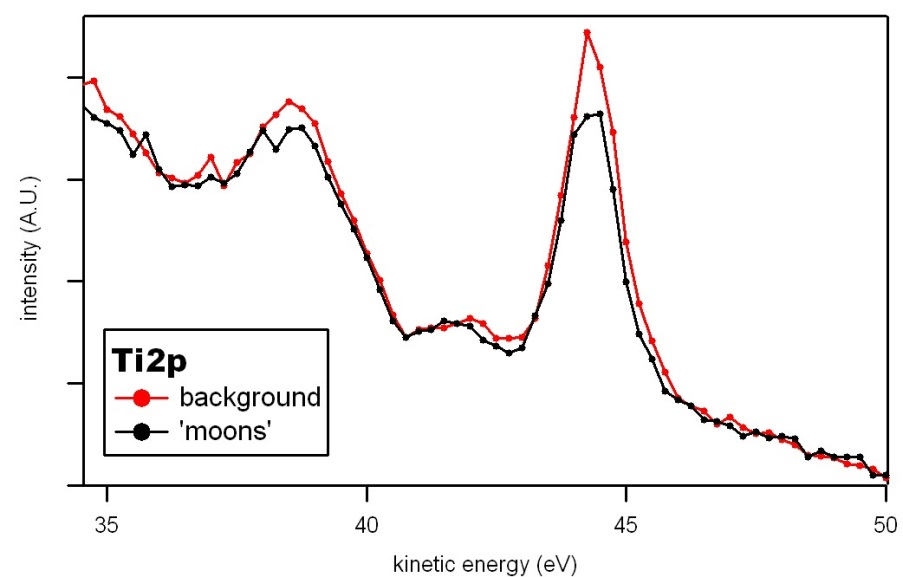 intensity (A.U.)
Ti2p
background
'moons'
35 40 45 50
kinetic energy (eV)